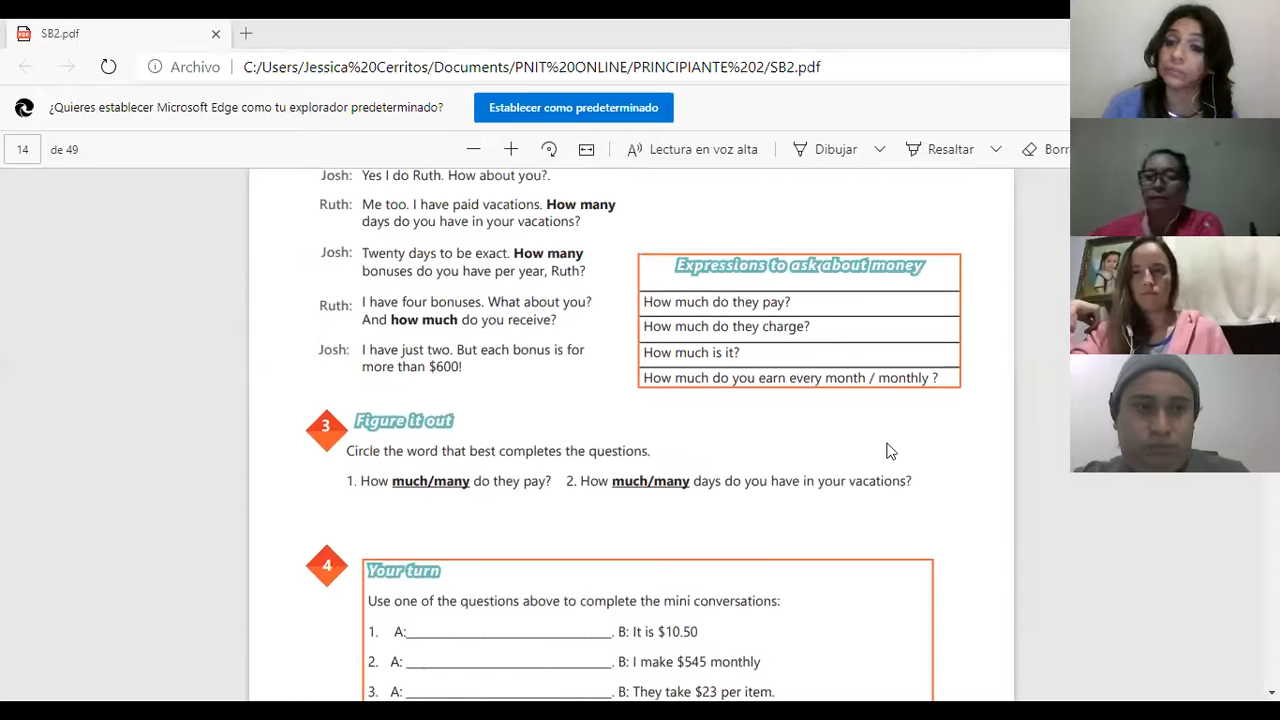 SB2.pdf
Archivo C:/Users/Jessica%20Cerritos/Documents/PNIT%20ONLINE/PRINCIPIANTE%202/SB2.pdf
¿Quieres establecer Microsoft Edge como tu explorador predeterminado? Establecer como predeterminado
14 de 49 Lectura en voz alta Dibujar Resaltar Borr
Josh: Yes I do Ruth. How about you?.
Ruth: Me too. I have paid vacations. How many
days do you have in your vacations?
Josh: Twenty days to be exact. How many
bonuses do you have per year, Ruth?
Ruth: I have four bonuses. What about you?
And how much do you receive?
Josh: I have just two. But each bonus is for
more than $600!
Expressions to ask about money
How much do they pay?
How much do they charge?
How much is it?
How much do you earn every month / monthly ?
3 Figure it out
Circle the word that best completes the questions.
1. How much/many do they pay? 2. How much/many days do you have in your vacations?
4 Your turn
Use one of the questions above to complete the mini conversations:
1. A:____________________________. B: It is $10.50
2. A: ____________________________. B: I make $545 monthly
3. A: ____________________________. B: They take $23 per item.